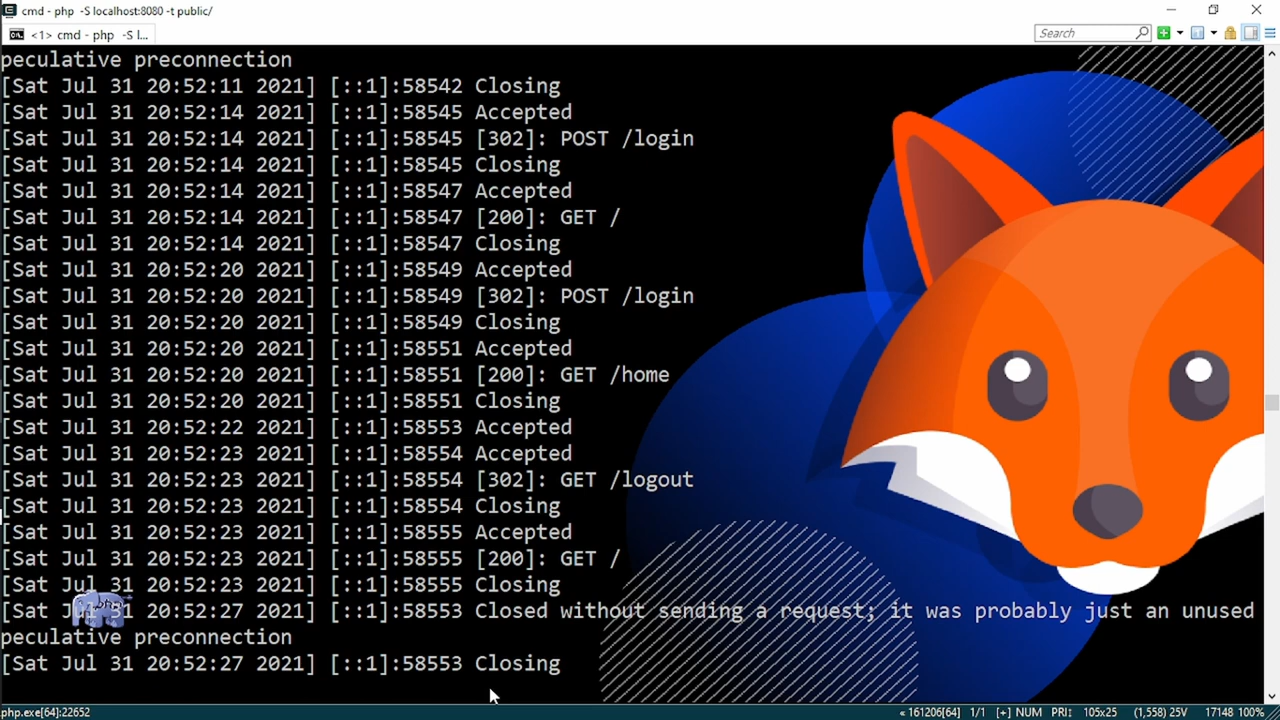 cmd - php -S localhost:8080 -t public/
<1> cmd - php -S l...
Search
peculative preconnection
[Sat Jul 31 20:52:11 2021] [::1]:58542 Closing
[Sat Jul 31 20:52:14 2021] [::1]:58545 Accepted
[Sat Jul 31 20:52:14 2021] [::1]:58545 [302]: POST /login
[Sat Jul 31 20:52:14 2021] [::1]:58545 Closing
[Sat Jul 31 20:52:14 2021] [::1]:58547 Accepted
[Sat Jul 31 20:52:14 2021] [::1]:58547 [200]: GET /
[Sat Jul 31 20:52:14 2021] [::1]:58547 Closing
[Sat Jul 31 20:52:20 2021] [::1]:58549 Accepted
[Sat Jul 31 20:52:20 2021] [::1]:58549 [302]: POST /login
[Sat Jul 31 20:52:20 2021] [::1]:58549 Closing
[Sat Jul 31 20:52:20 2021] [::1]:58551 Accepted
[Sat Jul 31 20:52:20 2021] [::1]:58551 [200]: GET /home
[Sat Jul 31 20:52:20 2021] [::1]:58551 Closing
[Sat Jul 31 20:52:22 2021] [::1]:58553 Accepted
[Sat Jul 31 20:52:23 2021] [::1]:58554 Accepted
[Sat Jul 31 20:52:23 2021] [::1]:58554 [302]: GET /logout
[Sat Jul 31 20:52:23 2021] [::1]:58554 Closing
[Sat Jul 31 20:52:23 2021] [::1]:58555 Accepted
[Sat Jul 31 20:52:23 2021] [::1]:58555 [200]: GET /
[Sat Jul 31 20:52:23 2021] [::1]:58555 Closing
[Sat Jul 31 20:52:27 2021] [::1]:58553 Closed without sending a request; it was probably just an unused
php
peculative preconnection
[Sat Jul 31 20:52:27 2021] [::1]:58553 Closing
php.exe[64]:22652
« 161206[64] 1/1 [+] NUM PRI↕ 105x25 (1,558) 25V 17148 100%